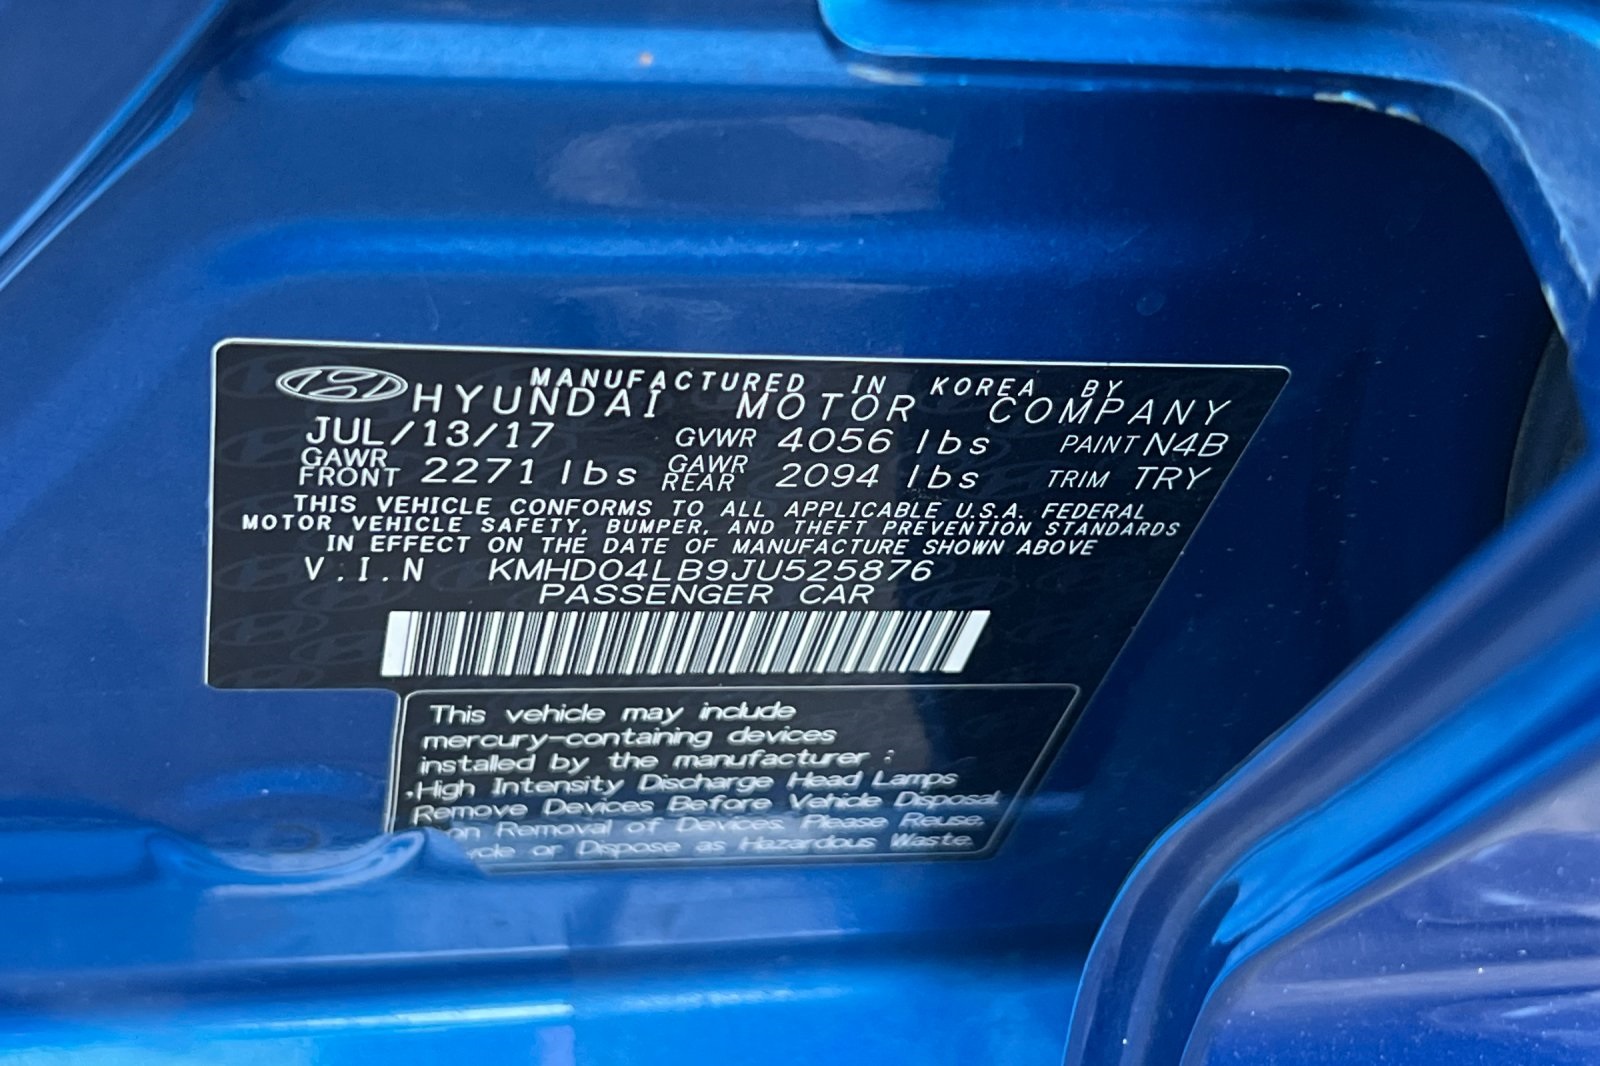 MANUFACTURED IN KOREA BY
HYUNDAI MOTOR COMPANY
JUL/13/17 GVWR 4056 lbs PAINT N4B
GAWR FRONT 2271 lbs GAWR REAR 2094 lbs TRIM TRY
THIS VEHICLE CONFORMS TO ALL APPLICABLE U.S.A. FEDERAL
MOTOR VEHICLE SAFETY, BUMPER, AND THEFT PREVENTION STANDARDS
IN EFFECT ON THE DATE OF MANUFACTURE SHOWN ABOVE
V.I.N KMHD04LB9JU525876
PASSENGER CAR
This vehicle may include
mercury-containing devices
installed by the manufacturer :
.High Intensity Discharge Head Lamps
Remove Devices Before Vehicle Disposal
Removal of Devices Please Reuse,
or Dispose as Hazardous Waste.